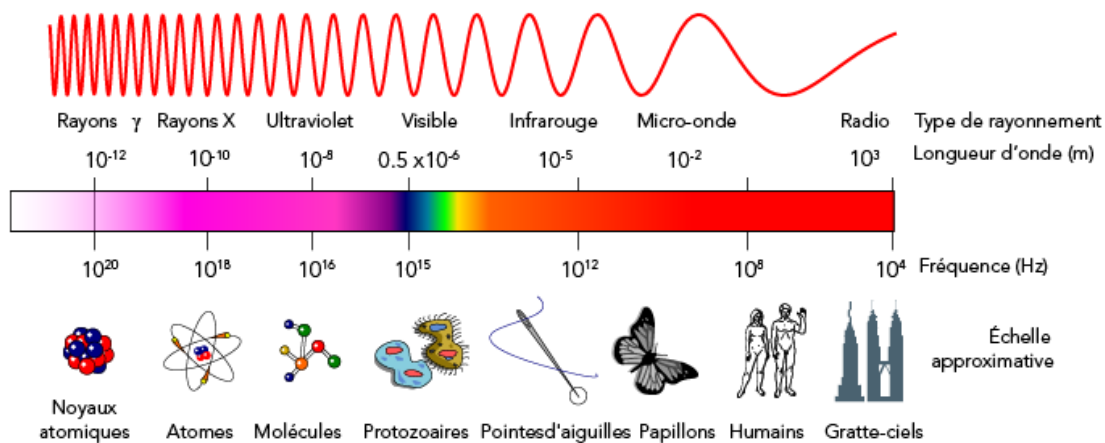 Rayons γ Rayons X Ultraviolet Visible Infrarouge Micro-onde Radio Type de rayonnement
10⁻¹² 10⁻¹⁰ 10⁻⁸ 0.5 x10⁻⁶ 10⁻⁵ 10⁻² 10³ Longueur d'onde (m)
10²⁰ 10¹⁸ 10¹⁶ 10¹⁵ 10¹² 10⁸ 10⁴ Fréquence (Hz)
Échelle
approximative
Noyaux
atomiques Atomes Molécules Protozoaires Pointesd'aiguilles Papillons Humains Gratte-ciels